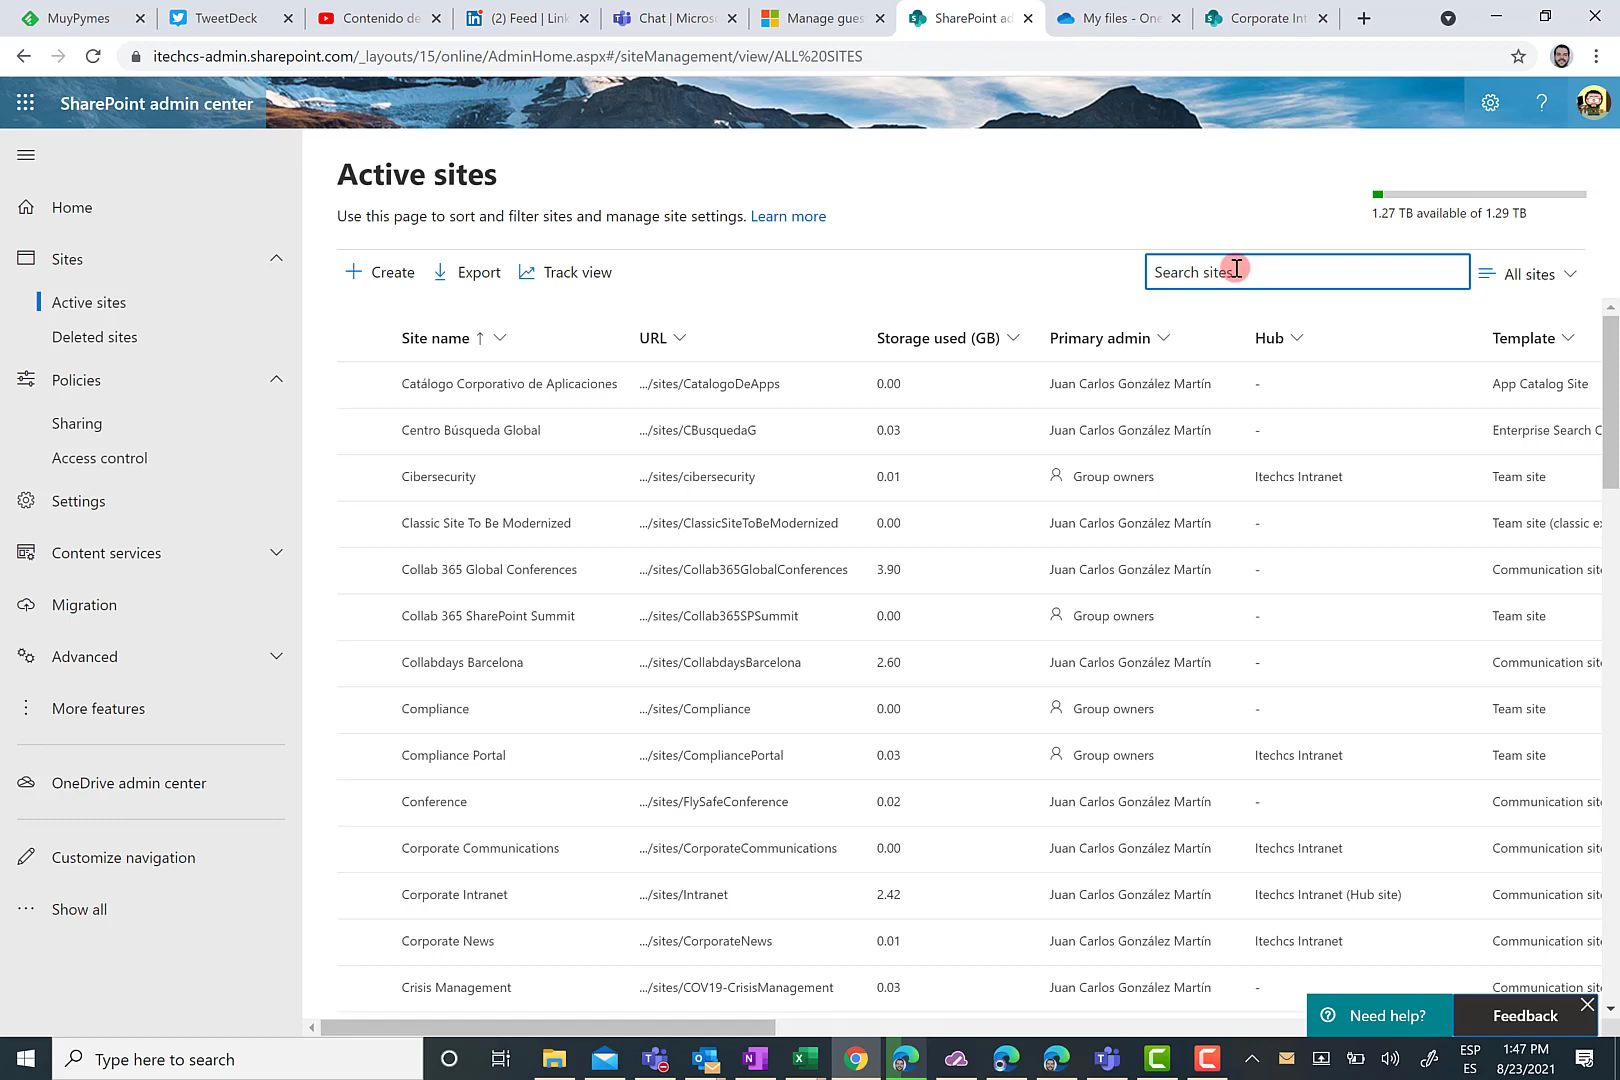 MuyPymes
TweetDeck
Contenido de
(2) Feed | Link
Chat | Micros
Manage gues
SharePoint ad
My files - One
Corporate Int
itechcs-admin.sharepoint.com/_layouts/15/online/AdminHome.aspx#/siteManagement/view/ALL%20SITES
SharePoint admin center
Home
Sites
Active sites
Deleted sites
Policies
Sharing
Access control
Settings
Content services
Migration
Advanced
More features
OneDrive admin center
Customize navigation
Show all
Active sites
Use this page to sort and filter sites and manage site settings. Learn more
1.27 TB available of 1.29 TB
Create Export Track view Search sites All sites
Site name URL Storage used (GB) Primary admin Hub Template
Catálogo Corporativo de Aplicaciones .../sites/CatalogoDeApps 0.00 Juan Carlos González Martín - App Catalog Site
Centro Búsqueda Global .../sites/CBusquedaG 0.03 Juan Carlos González Martín - Enterprise Search C
Cibersecurity .../sites/cibersecurity 0.01 Group owners Itechcs Intranet Team site
Classic Site To Be Modernized .../sites/ClassicSiteToBeModernized 0.00 Juan Carlos González Martín - Team site (classic ex
Collab 365 Global Conferences .../sites/Collab365GlobalConferences 3.90 Juan Carlos González Martín - Communication site
Collab 365 SharePoint Summit .../sites/Collab365SPSummit 0.00 Group owners - Team site
Collabdays Barcelona .../sites/CollabdaysBarcelona 2.60 Juan Carlos González Martín - Communication site
Compliance .../sites/Compliance 0.00 Group owners - Team site
Compliance Portal .../sites/CompliancePortal 0.03 Group owners Itechcs Intranet Team site
Conference .../sites/FlySafeConference 0.02 Juan Carlos González Martín - Communication site
Corporate Communications .../sites/CorporateCommunications 0.00 Juan Carlos González Martín Itechcs Intranet Communication site
Corporate Intranet .../sites/Intranet 2.42 Juan Carlos González Martín Itechcs Intranet (Hub site) Communication site
Corporate News .../sites/CorporateNews 0.01 Juan Carlos González Martín Itechcs Intranet Communication site
Crisis Management .../sites/COV19-CrisisManagement 0.03 Juan Carlos González Martín - Communication site
Need help? Feedback
Type here to search
ESP
ES
1:47 PM
8/23/2021